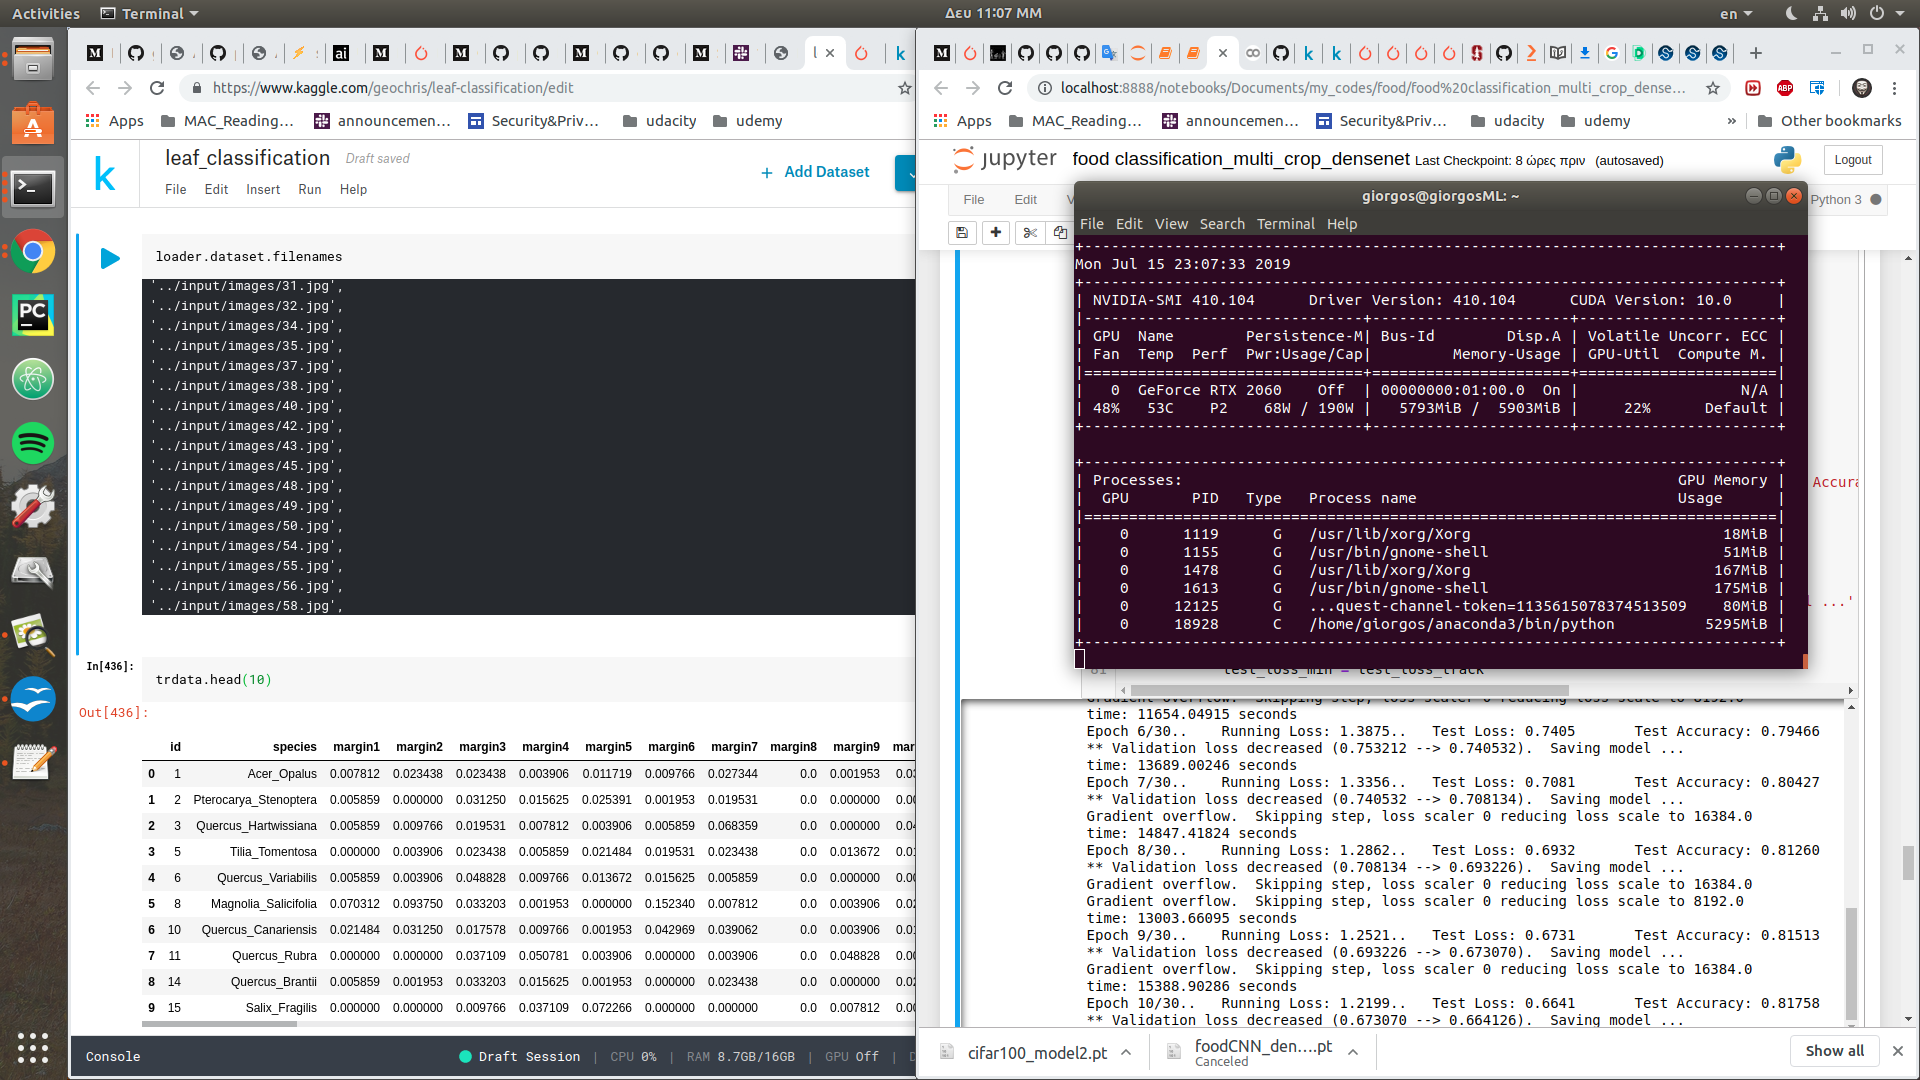 Activities
Terminal
Δευ 11:07 ΜΜ
en
https://www.kaggle.com/geochris/leaf-classification/edit
Apps
MAC_Reading...
announcemen...
Security&Priv...
udacity
udemy
leaf_classification
Draft saved
Add Dataset
File Edit Insert Run Help
loader.dataset.filenames
'../input/images/31.jpg',
'../input/images/32.jpg',
'../input/images/34.jpg',
'../input/images/35.jpg',
'../input/images/37.jpg',
'../input/images/38.jpg',
'../input/images/40.jpg',
'../input/images/42.jpg',
'../input/images/43.jpg',
'../input/images/45.jpg',
'../input/images/48.jpg',
'../input/images/49.jpg',
'../input/images/50.jpg',
'../input/images/54.jpg',
'../input/images/55.jpg',
'../input/images/56.jpg',
'../input/images/58.jpg',
In[436]:
trdata.head(10)
Out[436]:
id species margin1 margin2 margin3 margin4 margin5 margin6 margin7 margin8 margin9 mar
0 1 Acer_Opalus 0.007812 0.023438 0.023438 0.003906 0.011719 0.009766 0.027344 0.0 0.001953 0.03
1 2 Pterocarya_Stenoptera 0.005859 0.000000 0.031250 0.015625 0.025391 0.001953 0.019531 0.0 0.000000 0.00
2 3 Quercus_Hartwissiana 0.005859 0.009766 0.019531 0.007812 0.003906 0.005859 0.068359 0.0 0.000000 0.04
3 5 Tilia_Tomentosa 0.000000 0.003906 0.023438 0.005859 0.021484 0.019531 0.023438 0.0 0.013672 0.01
4 6 Quercus_Variabilis 0.005859 0.003906 0.048828 0.009766 0.013672 0.015625 0.005859 0.0 0.000000 0.00
5 8 Magnolia_Salicifolia 0.070312 0.093750 0.033203 0.001953 0.000000 0.152340 0.007812 0.0 0.003906 0.02
6 10 Quercus_Canariensis 0.021484 0.031250 0.017578 0.009766 0.001953 0.042969 0.039062 0.0 0.003906 0.01
7 11 Quercus_Rubra 0.000000 0.000000 0.037109 0.050781 0.003906 0.000000 0.003906 0.0 0.048828 0.00
8 14 Quercus_Brantii 0.005859 0.001953 0.033203 0.015625 0.001953 0.000000 0.023438 0.0 0.000000 0.02
9 15 Salix_Fragilis 0.000000 0.000000 0.009766 0.037109 0.072266 0.000000 0.000000 0.0 0.007812 0.00
Console
Draft Session | CPU 0% | RAM 8.7GB/16GB | GPU Off | D
localhost:8888/notebooks/Documents/my_codes/food/food%20classification_multi_crop_dense...
Apps
MAC_Reading...
announcemen...
Security&Priv...
udacity
udemy
»
Other bookmarks
jupyter food classification_multi_crop_densenet Last Checkpoint: 8 ώρες πριν (autosaved)
Logout
File Edit V
Python 3
giorgos@giorgosML: ~
File Edit View Search Terminal Help
Mon Jul 15 23:07:33 2019
| NVIDIA-SMI 410.104 Driver Version: 410.104 CUDA Version: 10.0 |
| GPU Name Persistence-M| Bus-Id Disp.A | Volatile Uncorr. ECC |
| Fan Temp Perf Pwr:Usage/Cap| Memory-Usage | GPU-Util Compute M. |
| 0 GeForce RTX 2060 Off | 00000000:01:00.0 On | N/A |
| 48% 53C P2 68W / 190W | 5793MiB / 5903MiB | 22% Default |
| Processes: GPU Memory |
| GPU PID Type Process name Usage |
| 0 1119 G /usr/lib/xorg/Xorg 18MiB |
| 0 1155 G /usr/bin/gnome-shell 51MiB |
| 0 1478 G /usr/lib/xorg/Xorg 167MiB |
| 0 1613 G /usr/bin/gnome-shell 175MiB |
| 0 12125 G ...quest-channel-token=1135615078374513509 80MiB |
| 0 18928 C /home/giorgos/anaconda3/bin/python 5295MiB |
Accura
...'
81 test_loss_min = test_loss_track
Gradient overflow. Skipping step, loss scaler 0 reducing loss scale to 8192.0
time: 11654.04915 seconds
Epoch 6/30.. Running Loss: 1.3875.. Test Loss: 0.7405 Test Accuracy: 0.79466
** Validation loss decreased (0.753212 --> 0.740532). Saving model ...
time: 13689.00246 seconds
Epoch 7/30.. Running Loss: 1.3356.. Test Loss: 0.7081 Test Accuracy: 0.80427
** Validation loss decreased (0.740532 --> 0.708134). Saving model ...
Gradient overflow. Skipping step, loss scaler 0 reducing loss scale to 16384.0
time: 14847.41824 seconds
Epoch 8/30.. Running Loss: 1.2862.. Test Loss: 0.6932 Test Accuracy: 0.81260
** Validation loss decreased (0.708134 --> 0.693226). Saving model ...
Gradient overflow. Skipping step, loss scaler 0 reducing loss scale to 16384.0
Gradient overflow. Skipping step, loss scaler 0 reducing loss scale to 8192.0
time: 13003.66095 seconds
Epoch 9/30.. Running Loss: 1.2521.. Test Loss: 0.6731 Test Accuracy: 0.81513
** Validation loss decreased (0.693226 --> 0.673070). Saving model ...
Gradient overflow. Skipping step, loss scaler 0 reducing loss scale to 16384.0
time: 15388.90286 seconds
Epoch 10/30.. Running Loss: 1.2199.. Test Loss: 0.6641 Test Accuracy: 0.81758
** Validation loss decreased (0.673070 --> 0.664126). Saving model ...
cifar100_model2.pt
foodCNN_den....pt
Canceled
Show all